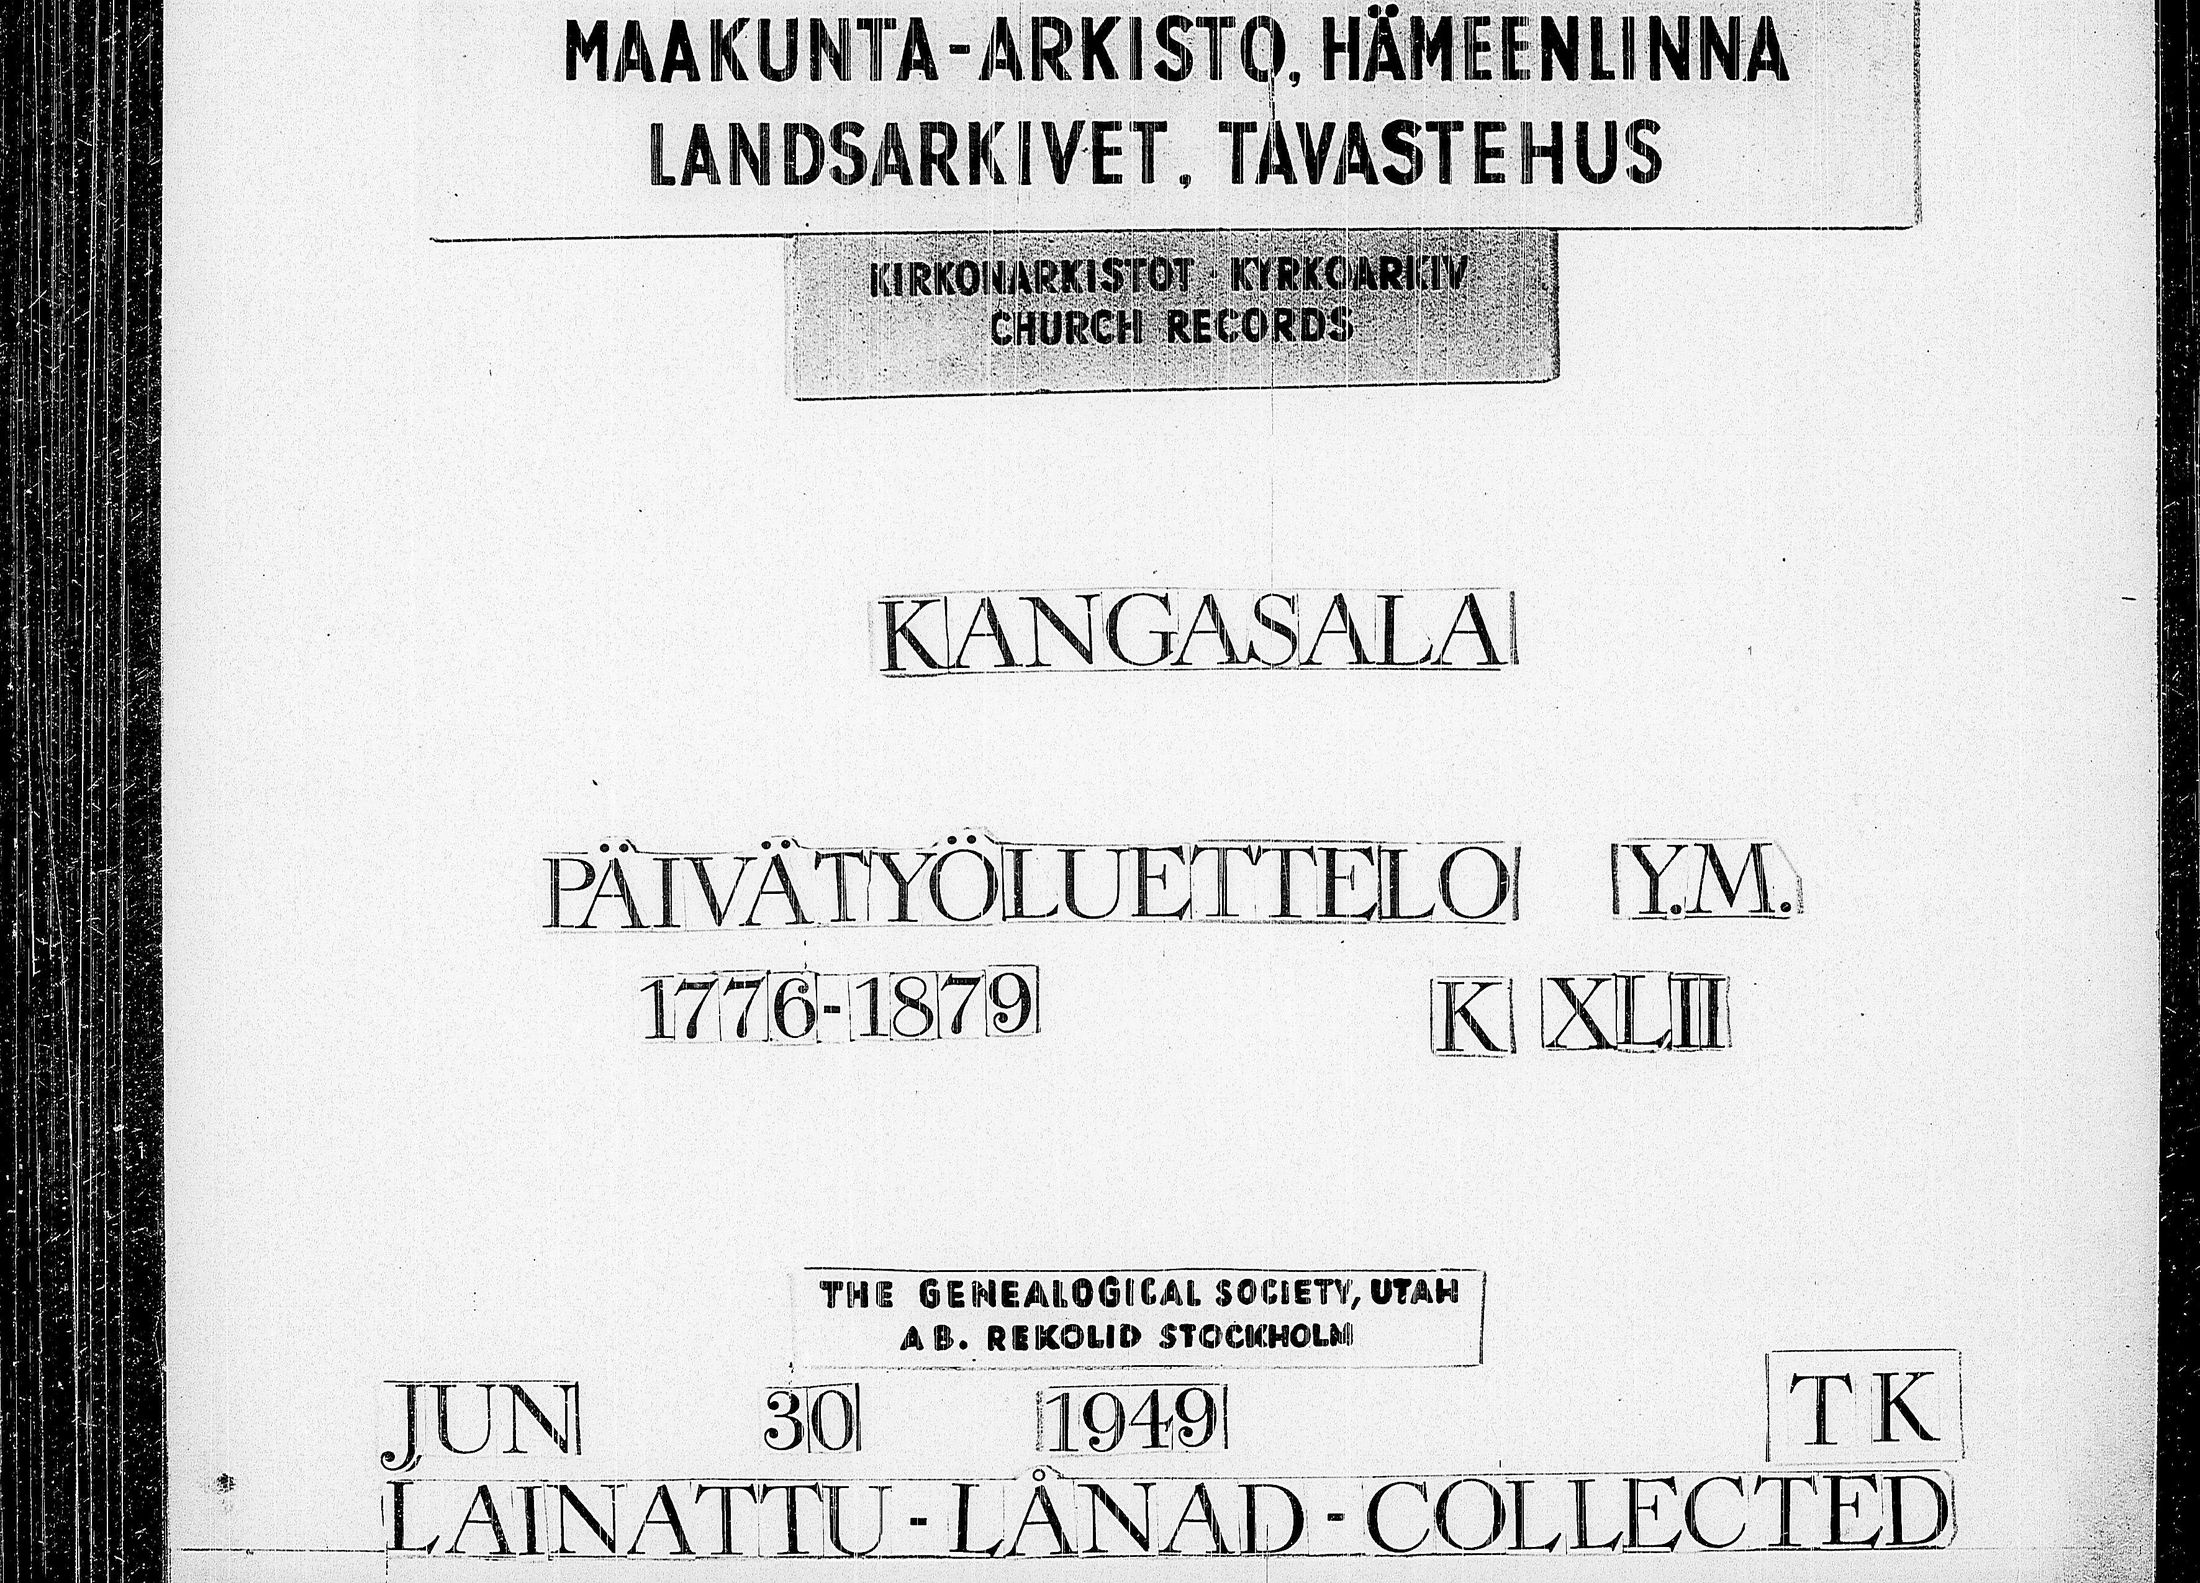 MAAKUNTA-ARKISTO, HÄMEENLINNA
LANDSARKIVET, TAVASTEHUS
KIRKONARKISTOT - KYRKOARKIV
CHURCH RECORDS
KANGASALA
PÄIVÄTYÖLUETTELO Y.M.
1776-1879 K XLII
THE GENEALOGICAL SOCIETY, UTAH
AB. REKOLID STOCKHOLM
JUN 30 1949 TK
LAINATTU - LÅNAD - COLLECTED